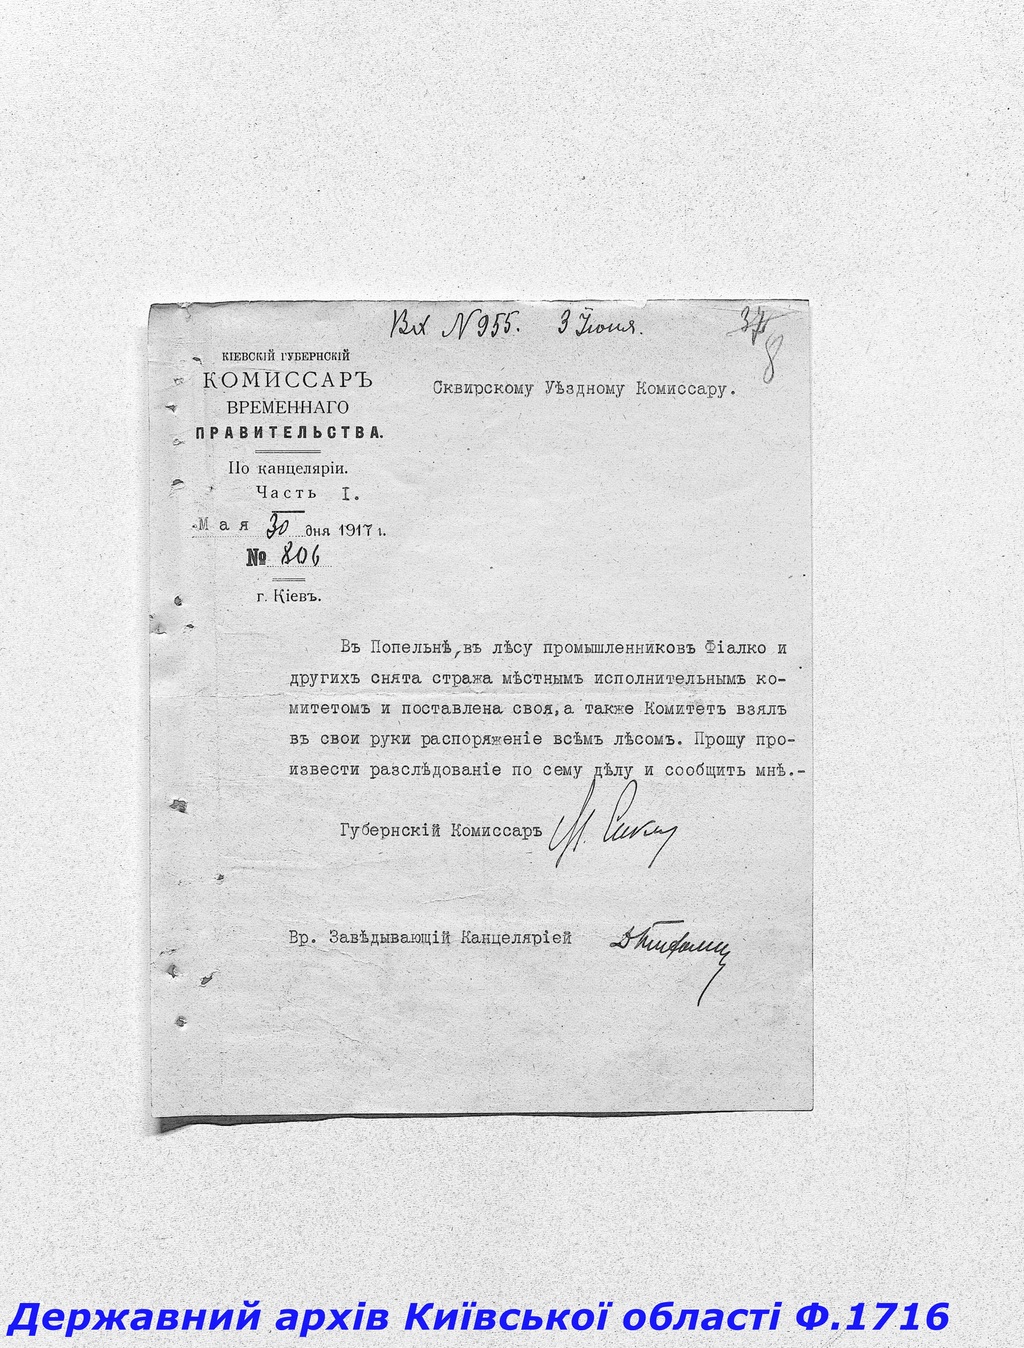 Вх N 955. 3 Іюня.
37
8
КІЕВСКІЙ ГУБЕРНСКІЙ
КОМИССАРЪ
ВРЕМЕННАГО
ПРАВИТЕЛЬСТВА.
По канцеляріи.
Часть I.
Мая 30 дня 1917 г.
№ 806
г. Кіевъ.
Сквирскому Уѣздному Комиссару.
Въ Попельнѣ, въ лѣсу промышленниковъ Фіалко и
другихъ снята стража мѣстнымъ исполнительнымъ ко-
митетомъ и поставлена своя, а также Комитетъ взялъ
въ свои руки распоряженіе всѣмъ лѣсомъ. Прошу про-
извести разслѣдованіе по сему дѣлу и сообщить мнѣ.-
Губернскій Комиссаръ
Вр. Завѣдывающій Канцеляріей
Державний архів Київської області Ф.1716